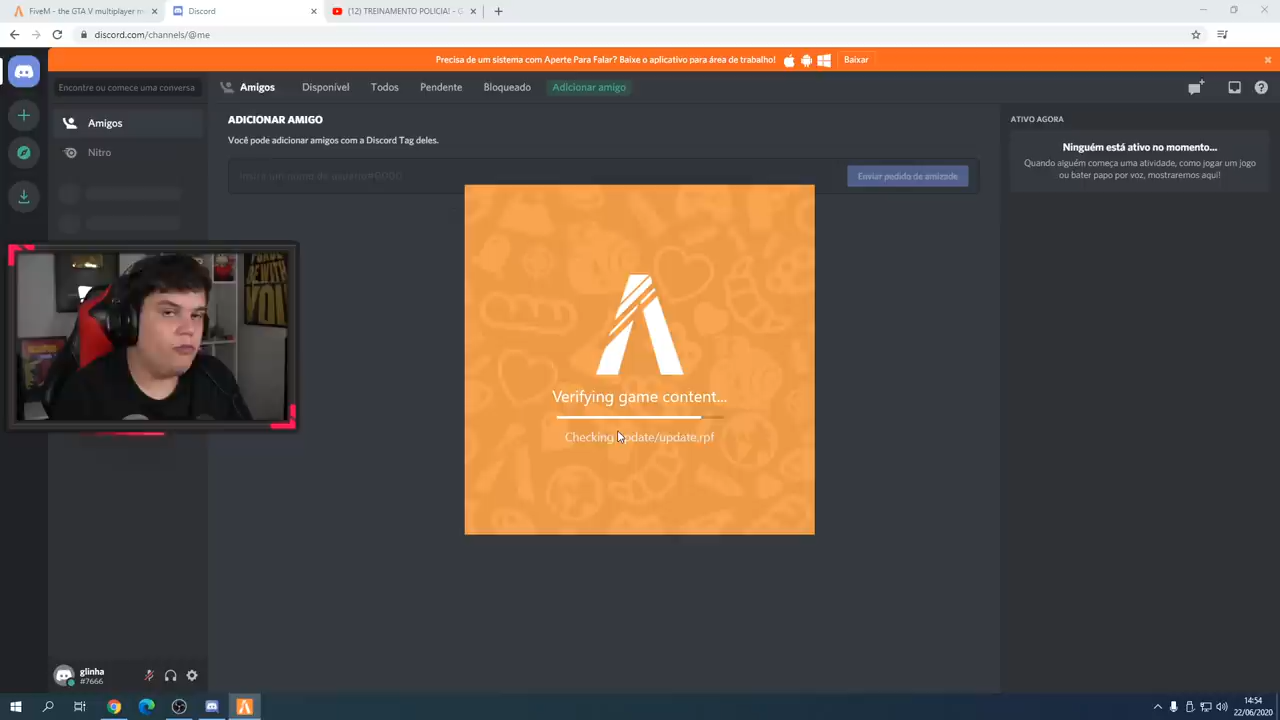 FiveM - the GTA V multiplayer m
Discord
(12) TREINAMENTO POLICIA! - G
discord.com/channels/@me
Precisa de um sistema com Aperte Para Falar? Baixe o aplicativo para área de trabalho!
Baixar
Encontre ou comece uma conversa
Amigos
Disponível
Todos
Pendente
Bloqueado
Adicionar amigo
Amigos
Nitro
ADICIONAR AMIGO
Você pode adicionar amigos com a Discord Tag deles.
Enviar pedido de amizade
ATIVO AGORA
Ninguém está ativo no momento...
Quando alguém começa uma atividade, como jogar um jogo
ou bater papo por voz, mostraremos aqui!
Verifying game content...
Checking update/update.rpf
glinha
#7666
14:54
22/06/2020